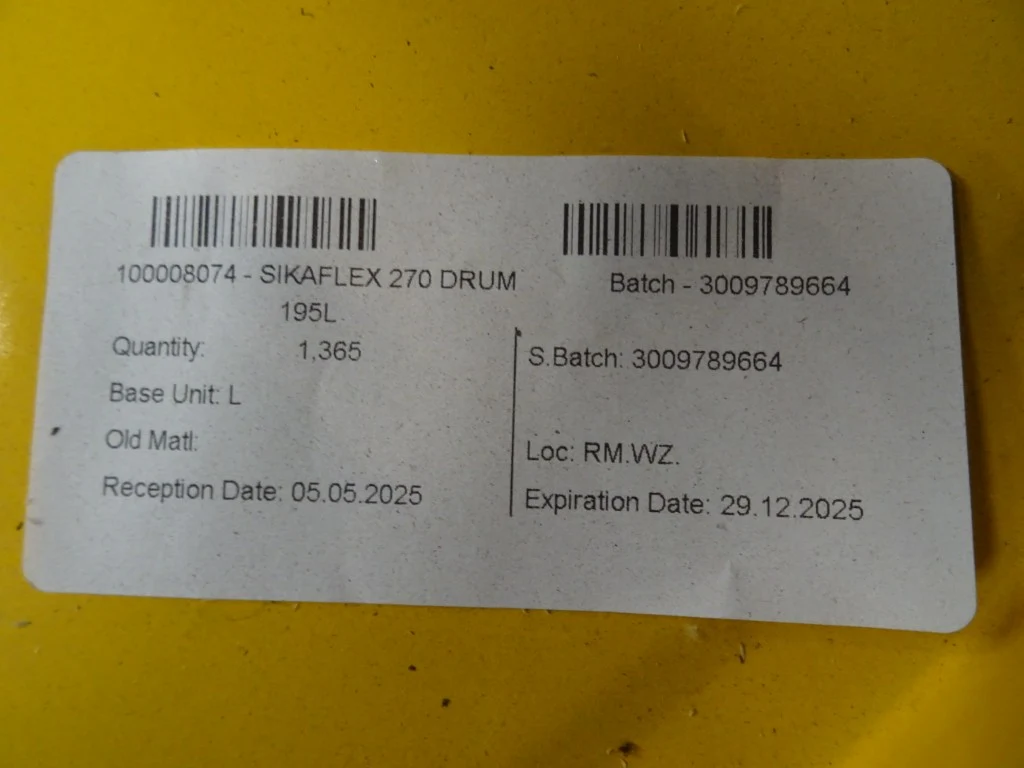 100008074 - SIKAFLEX 270 DRUM
195L
Quantity: 1,365
Base Unit: L
Old Matl:
Reception Date: 05.05.2025
Batch - 3009789664
S.Batch: 3009789664
Loc: RM.WZ.
Expiration Date: 29.12.2025